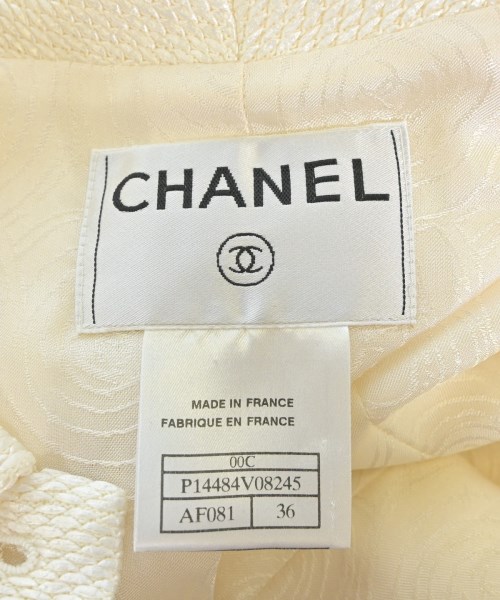 CHANEL
MADE IN FRANCE
FABRIQUE EN FRANCE
00C
P14484V08245
AF081 36